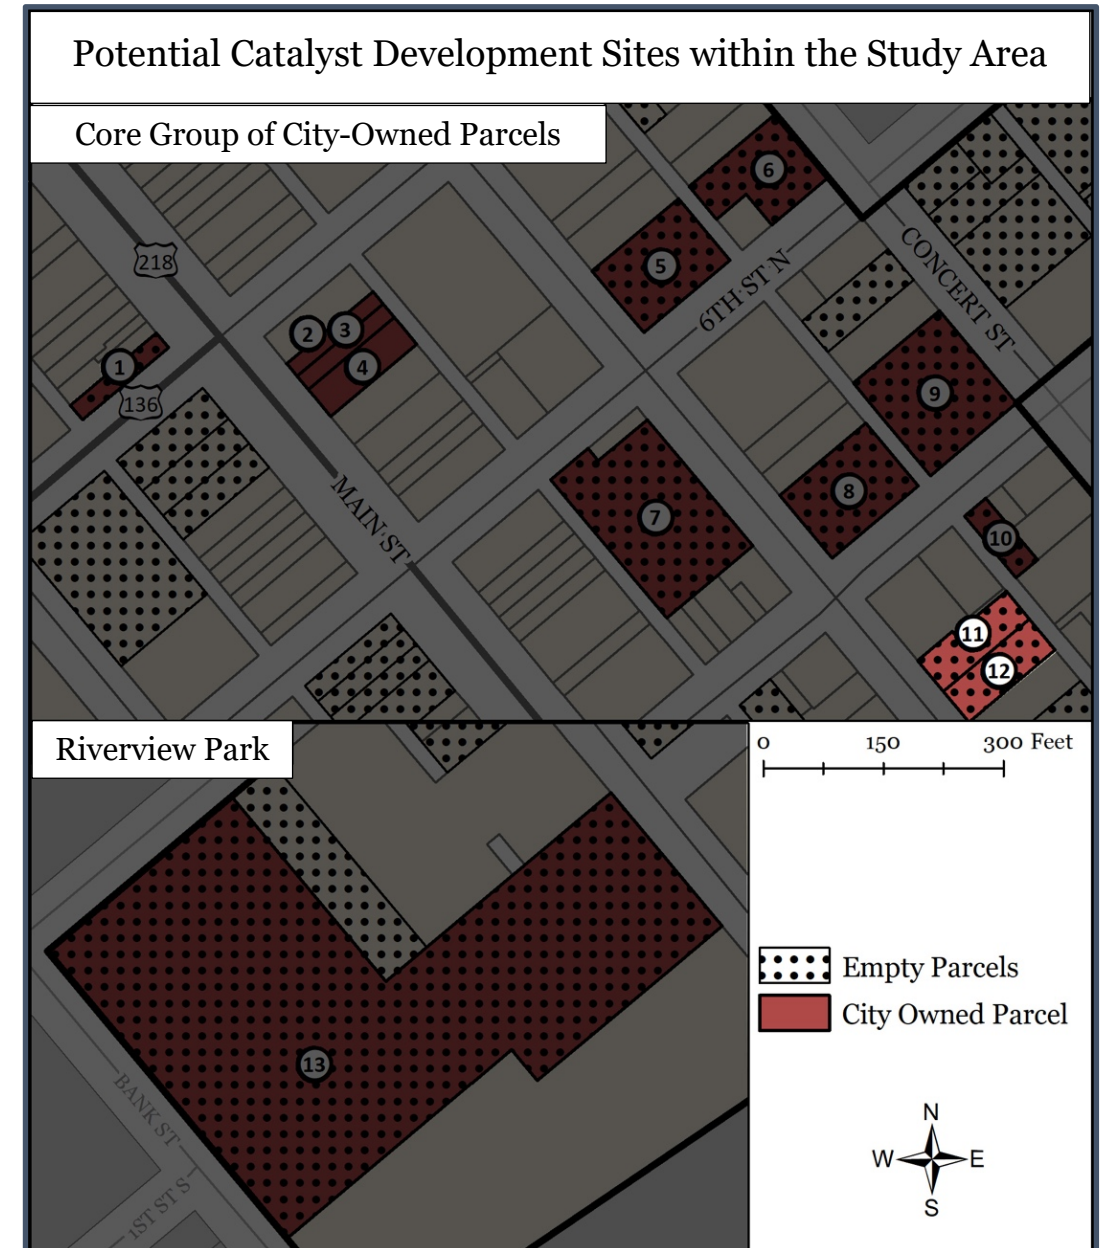 Potential Catalyst Development Sites within the Study Area
Core Group of City-Owned Parcels
6
218
CONCERT ST
5
6TH ST N
2
3
1
4
136
9
MAIN ST
8
7
10
11
12
Riverview Park
0 150 300 Feet
Empty Parcels
City Owned Parcel
13
BANK ST
1ST ST S
N
W E
S